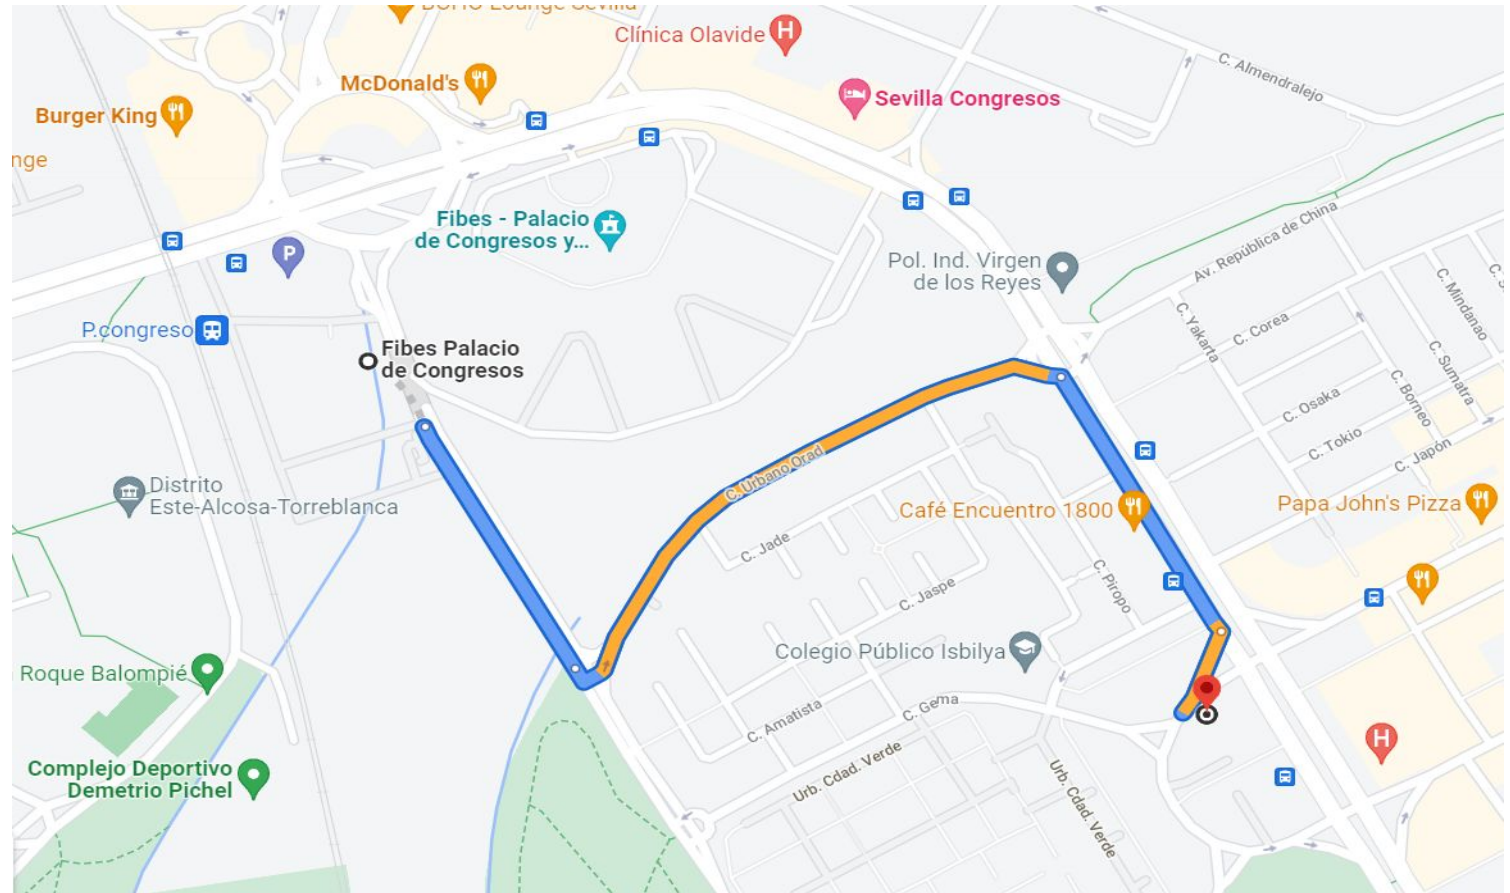 BOHO Lounge Sevilla
Clínica Olavide
H
McDonald's
C. Almendralejo
Sevilla Congresos
Burger King
nge
Fibes - Palacio
de Congresos y...
Av. República de China
P
Pol. Ind. Virgen
de los Reyes
C. Mindanao
P.congreso
C. Yakarta
C. Corea
Fibes Palacio
de Congresos
C. Sumatra
C. Borneo
C. Osaka
C. Tokio
C. Japón
C. Urbano Orad
Distrito
Este-Alcosa-Torreblanca
Café Encuentro 1800
Papa John's Pizza
C. Jade
C. Jaspe
C. Piropo
Colegio Público Isbilya
Roque Balompié
C. Amatista
C. Gema
H
Urb. Cdad. Verde
Urb. Cdad. Verde
Complejo Deportivo
Demetrio Pichel